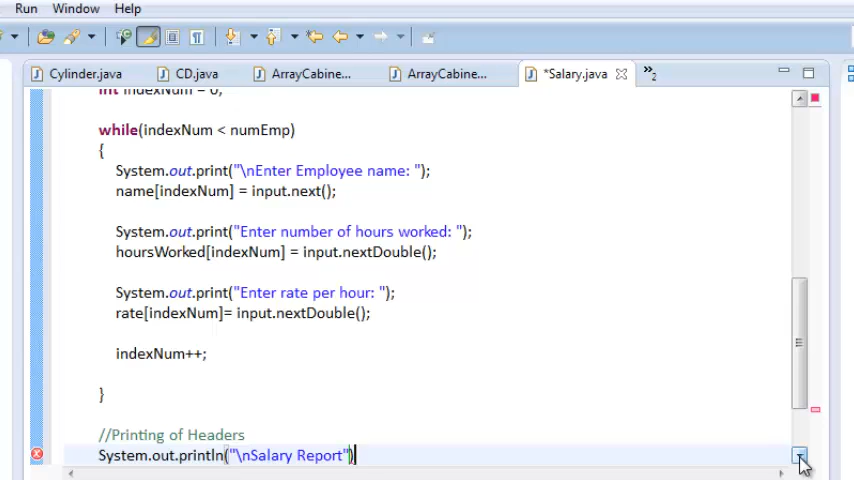 Run Window Help
Cylinder.java CD.java ArrayCabine... ArrayCabine... *Salary.java »2
int indexNum = 0;
while(indexNum < numEmp)
{
System.out.print("\nEnter Employee name: ");
name[indexNum] = input.next();
System.out.print("Enter number of hours worked: ");
hoursWorked[indexNum] = input.nextDouble();
System.out.print("Enter rate per hour: ");
rate[indexNum]= input.nextDouble();
indexNum++;
}
//Printing of Headers
System.out.println("\nSalary Report")